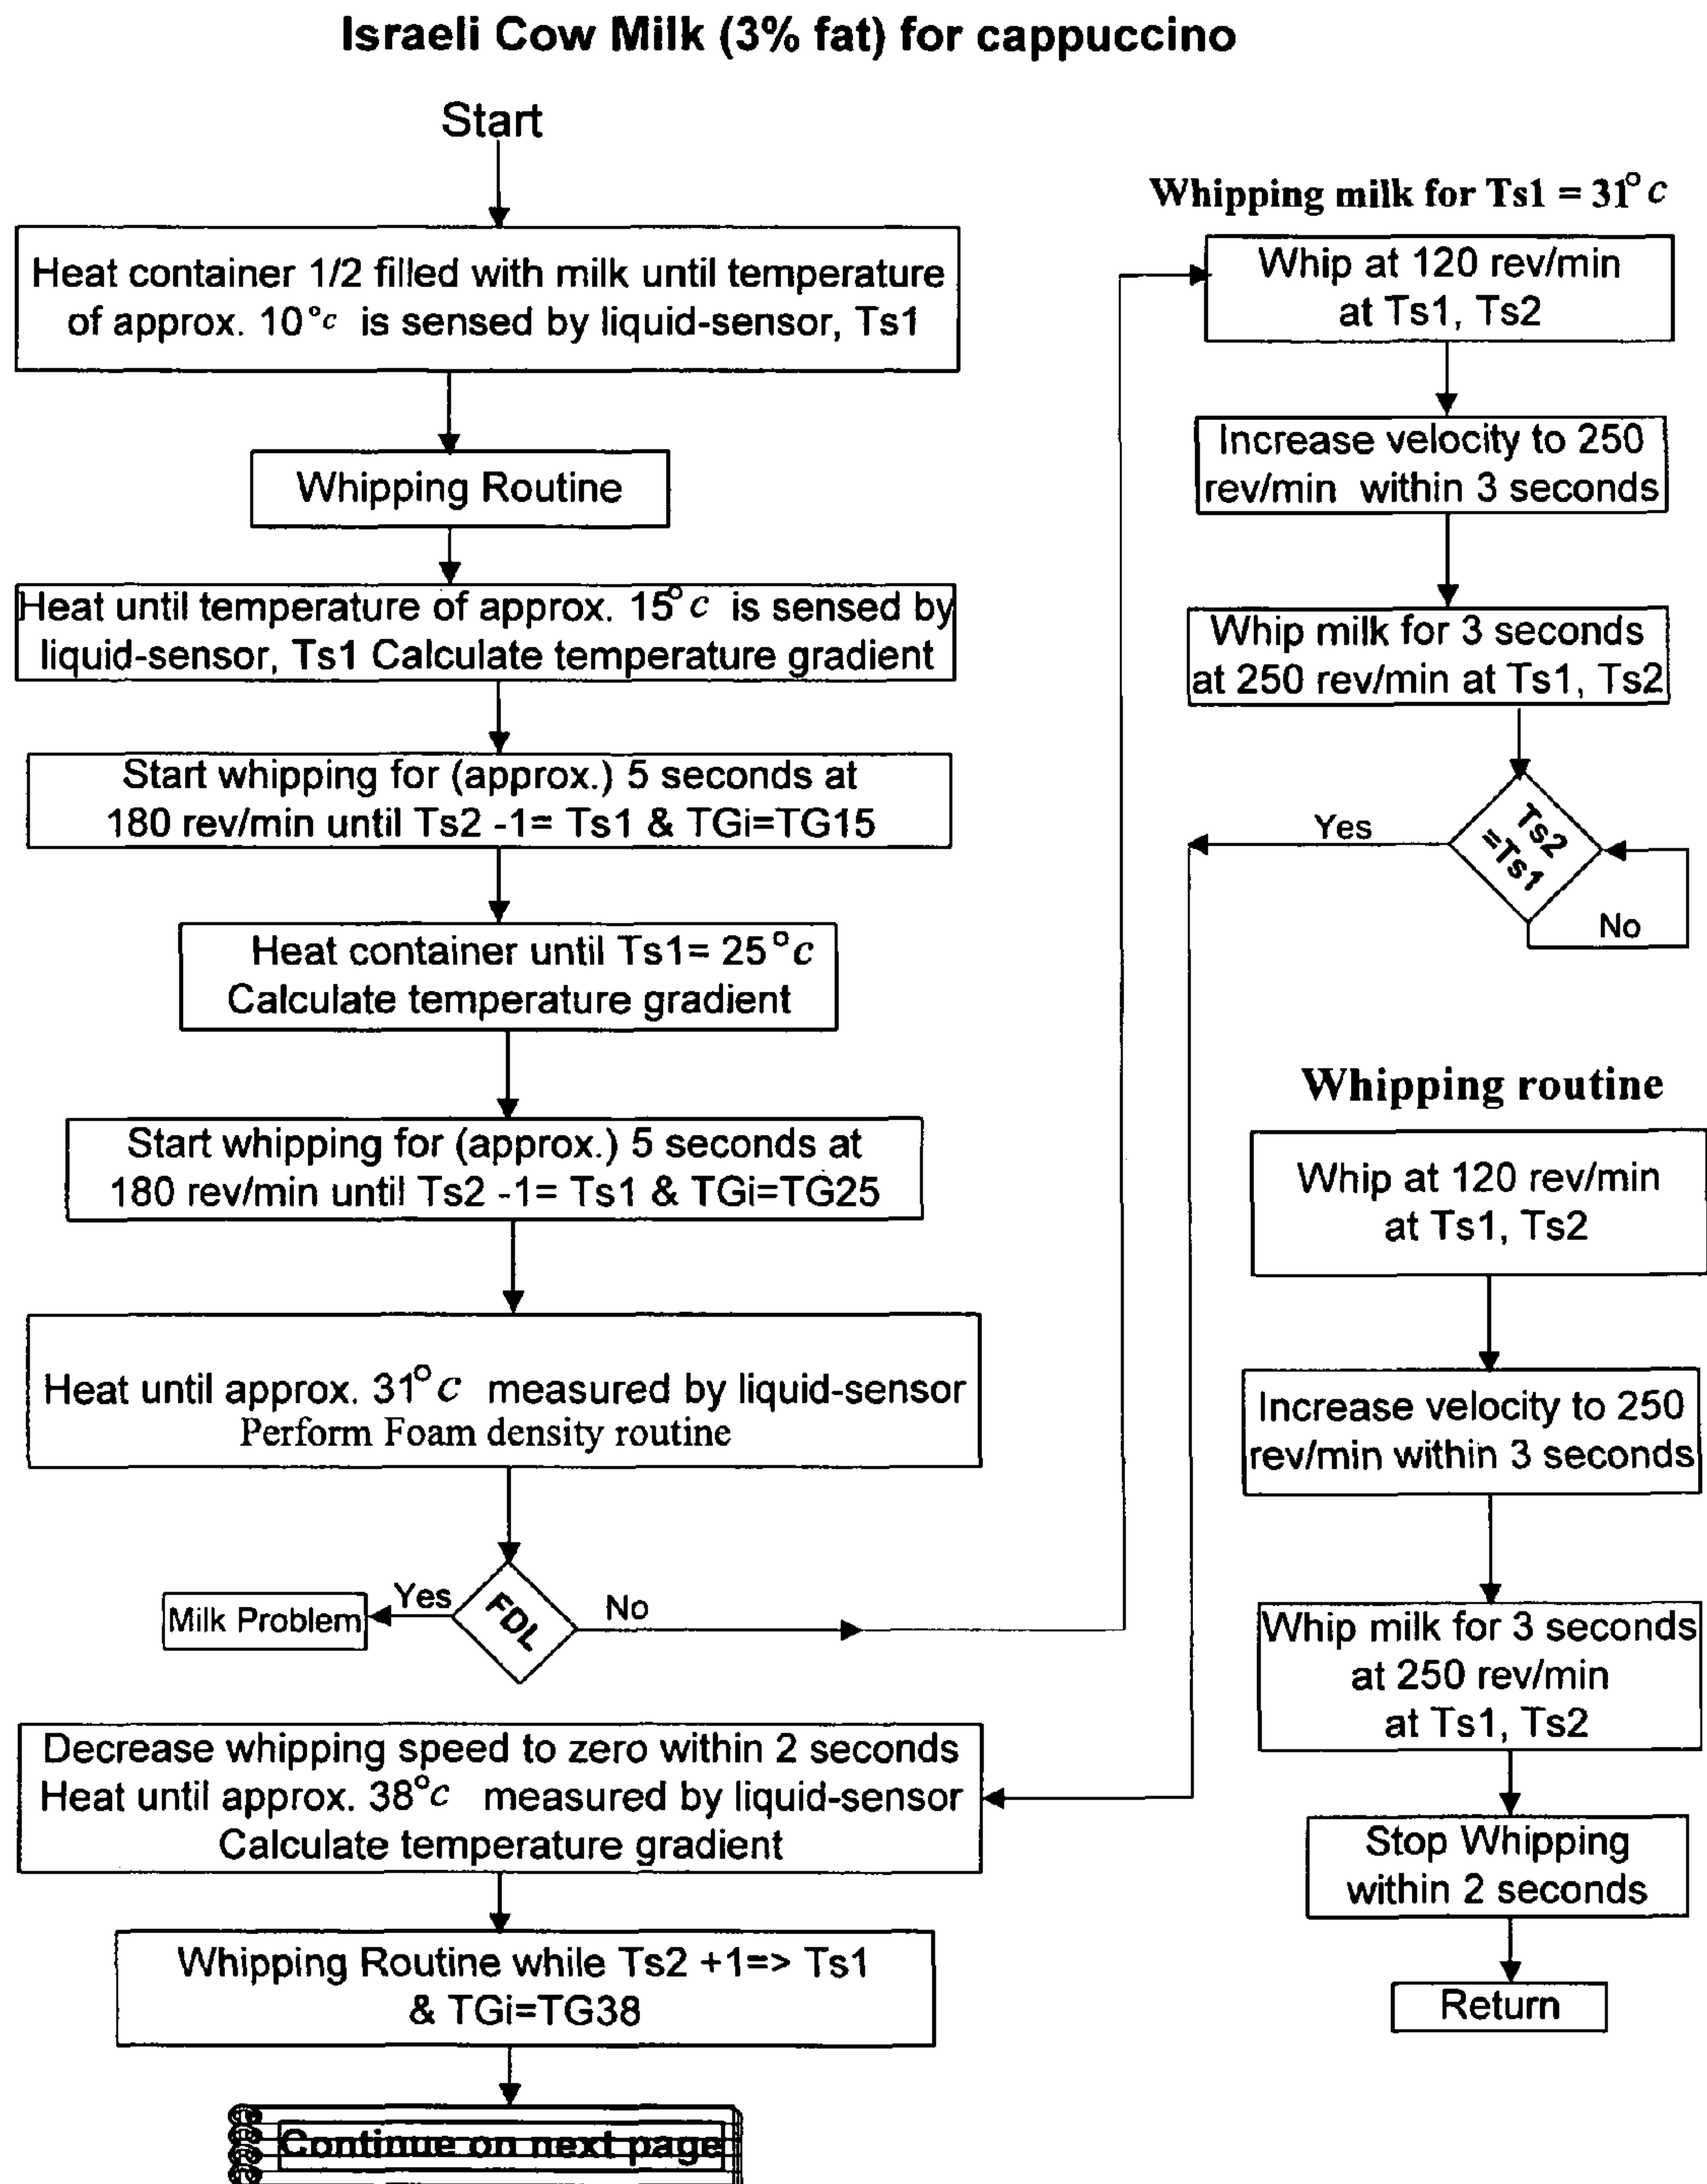 Israeli Cow Milk (3% fat) for cappuccino
Start
Heat container 1/2 filled with milk until temperature
of approx. 10°c is sensed by liquid-sensor, Ts1
Whipping Routine
Heat until temperature of approx. 15°c is sensed by
liquid-sensor, Ts1 Calculate temperature gradient
Start whipping for (approx.) 5 seconds at
180 rev/min until Ts2 -1= Ts1 & TGi=TG15
Heat container until Ts1= 25°c
Calculate temperature gradient
Start whipping for (approx.) 5 seconds at
180 rev/min until Ts2 -1= Ts1 & TGi=TG25
Heat until approx. 31°c measured by liquid-sensor
Perform Foam density routine
FDL
Yes
Milk Problem
No
Whipping milk for Ts1 = 31°c
Whip at 120 rev/min
at Ts1, Ts2
Increase velocity to 250
rev/min within 3 seconds
Whip milk for 3 seconds
at 250 rev/min at Ts1, Ts2
Ts2
=Ts1
Yes
No
Decrease whipping speed to zero within 2 seconds
Heat until approx. 38°c measured by liquid-sensor
Calculate temperature gradient
Whipping Routine while Ts2 +1=> Ts1
& TGi=TG38
Continue on next page
Whipping routine
Whip at 120 rev/min
at Ts1, Ts2
Increase velocity to 250
rev/min within 3 seconds
Whip milk for 3 seconds
at 250 rev/min
at Ts1, Ts2
Stop Whipping
within 2 seconds
Return